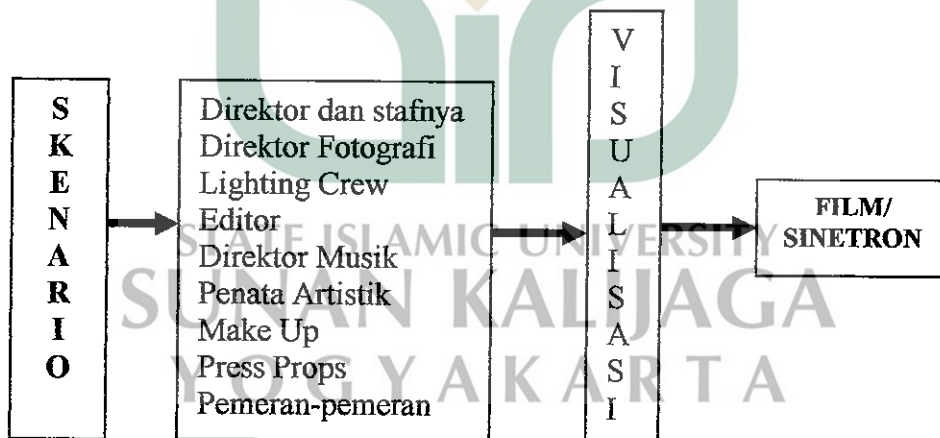 SKENARIO
Direktor dan stafnya
Direktor Fotografi
Lighting Crew
Editor
Direktor Musik
Penata Artistik
Make Up
Press Props
Pemeran-pemeran
VISUALISASI
FILM/
SINETRON
STATE ISLAMIC UNIVERSITY
SUNAN KALIJAGA
YOGYAKARTA